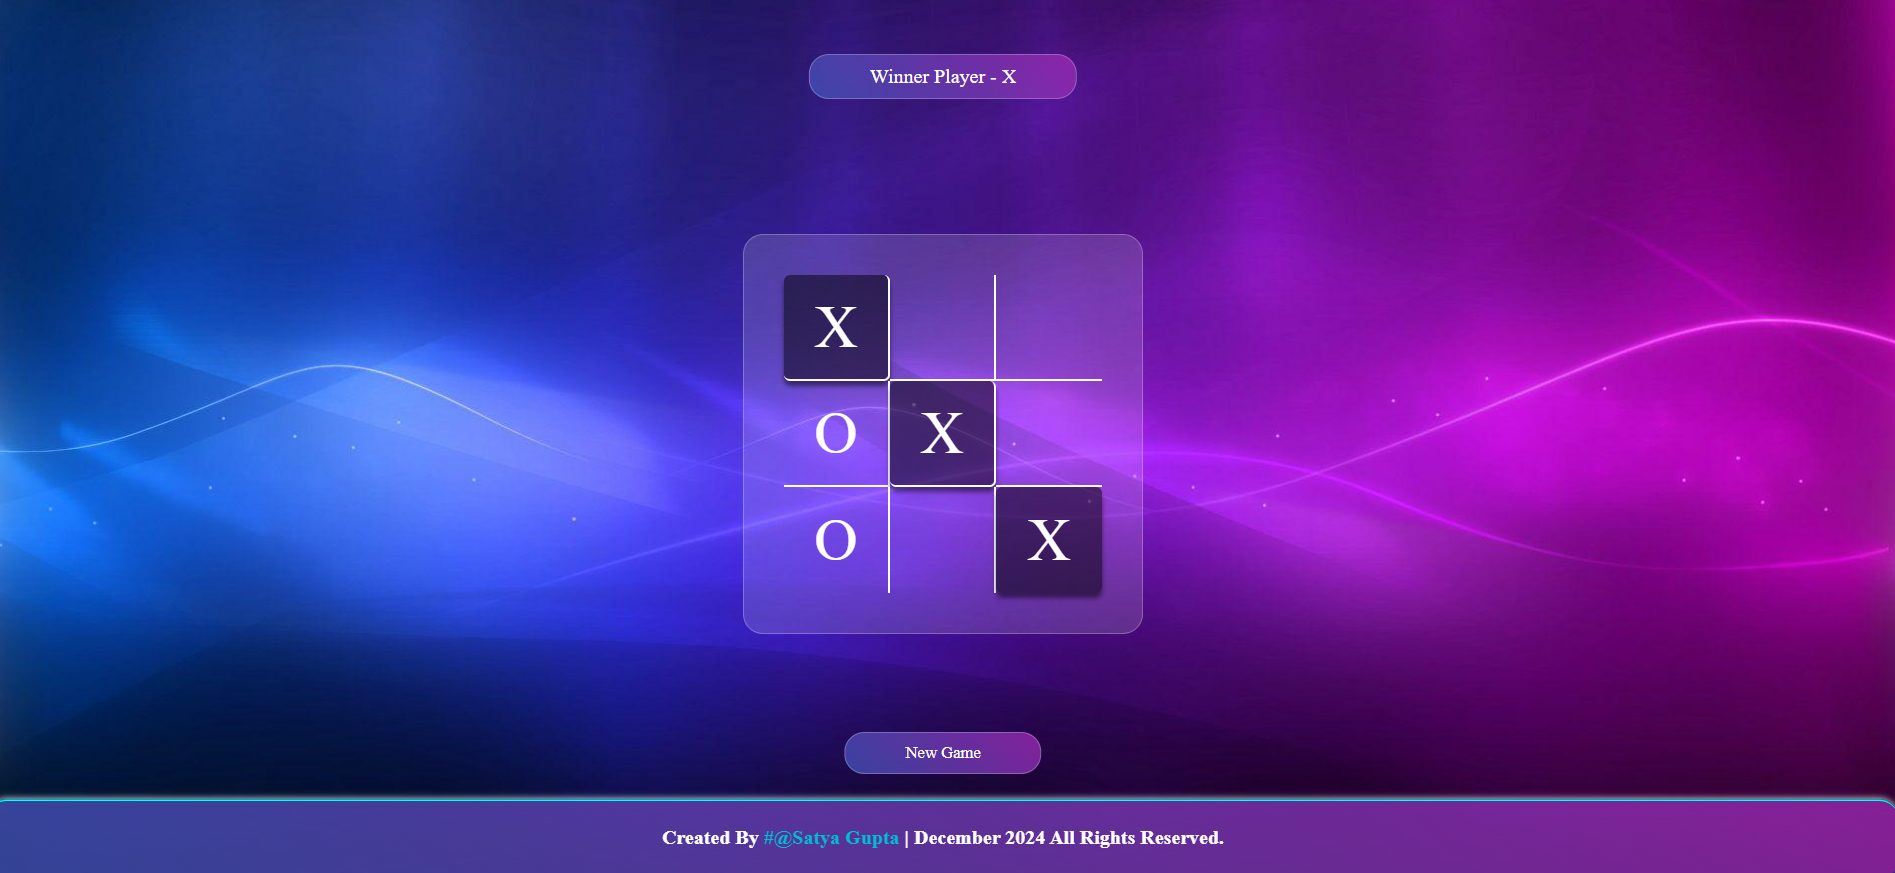 Winner Player - X
X
O X
O X
New Game
Created By #@Satya Gupta | December 2024 All Rights Reserved.